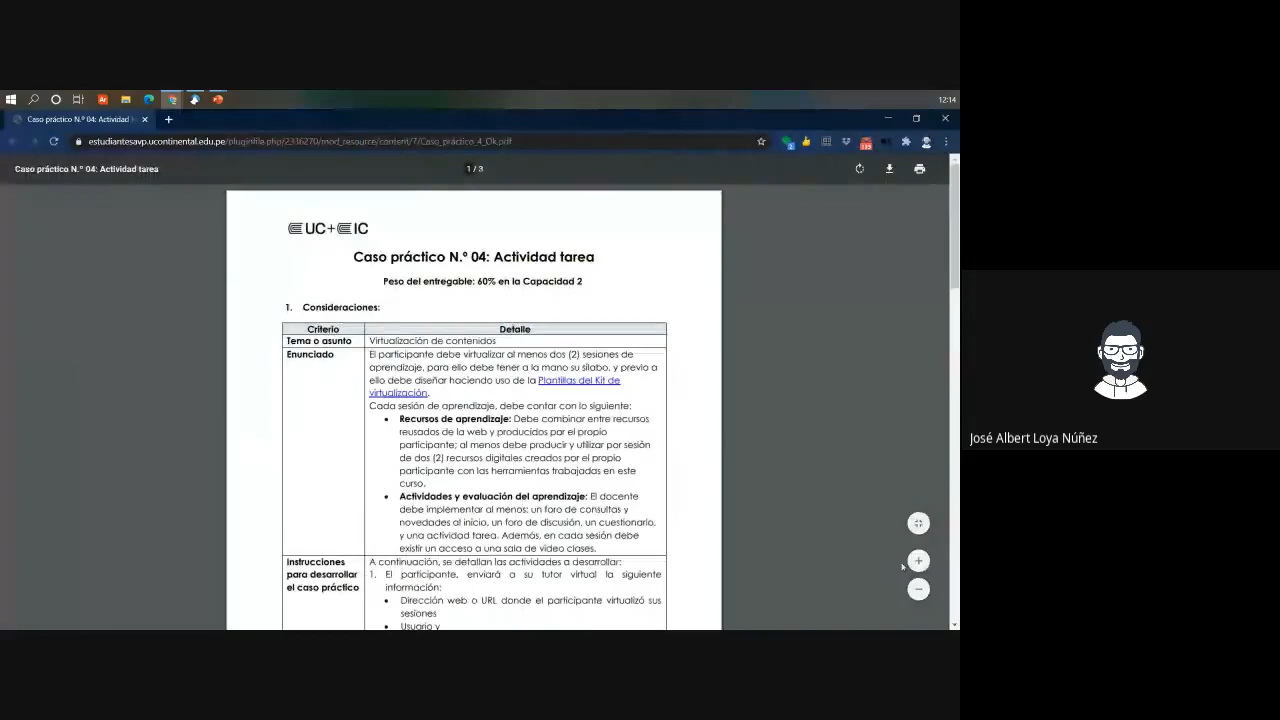 12:14
Caso práctico N.º 04: Actividad
estudiantesavp.ucontinental.edu.pe/pluginfile.php/2336270/mod_resource/content/7/Caso_práctico_4_Ok.pdf
Caso práctico N.º 04: Actividad tarea
1 / 3
UC+ IC
Caso práctico N.º 04: Actividad tarea
Peso del entregable: 60% en la Capacidad 2
1. Consideraciones:
Criterio Detalle
Tema o asunto Virtualización de contenidos
Enunciado El participante debe virtualizar al menos dos (2) sesiones de
aprendizaje, para ello debe tener a la mano su sílabo, y previo a
ello debe diseñar haciendo uso de la Plantillas del Kit de
virtualización.
Cada sesión de aprendizaje, debe contar con lo siguiente:
• Recursos de aprendizaje: Debe combinar entre recursos
reusados de la web y producidos por el propio
participante; al menos debe producir y utilizar por sesión
de dos (2) recursos digitales creados por el propio
participante con las herramientas trabajadas en este
curso.
• Actividades y evaluación del aprendizaje: El docente
debe implementar al menos: un foro de consultas y
novedades al inicio, un foro de discusión, un cuestionario,
y una actividad tarea. Además, en cada sesión debe
existir un acceso a una sala de video clases.
Instrucciones para desarrollar el caso práctico
A continuación, se detallan las actividades a desarrollar:
1. El participante, enviará a su tutor virtual la siguiente
información:
• Dirección web o URL donde el participante virtualizó sus
sesiones
• Usuario y
José Albert Loya Núñez